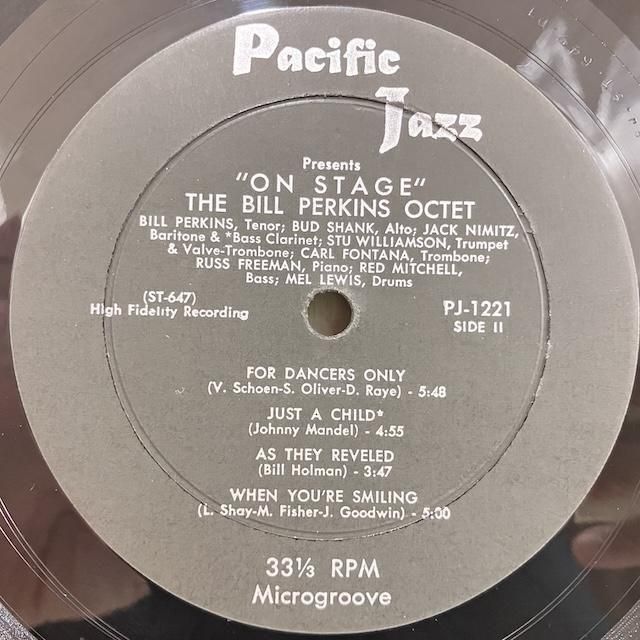 Pacific
Jazz
Presents
"ON STAGE"
THE BILL PERKINS OCTET
BILL PERKINS, Tenor; BUD SHANK, Alto; JACK NIMITZ,
Baritone & *Bass Clarinet; STU WILLIAMSON, Trumpet
& Valve-Trombone; CARL FONTANA, Trombone;
RUSS FREEMAN, Piano; RED MITCHELL,
Bass; MEL LEWIS, Drums
(ST-647)
High Fidelity Recording
PJ-1221
SIDE II
FOR DANCERS ONLY
(V. Schoen-S. Oliver-D. Raye) - 5:48
JUST A CHILD*
(Johnny Mandel) - 4:55
AS THEY REVELED
(Bill Holman) - 3:47
WHEN YOU'RE SMILING
(L. Shay-M. Fisher-J. Goodwin) - 5:00
33⅓ RPM
Microgroove